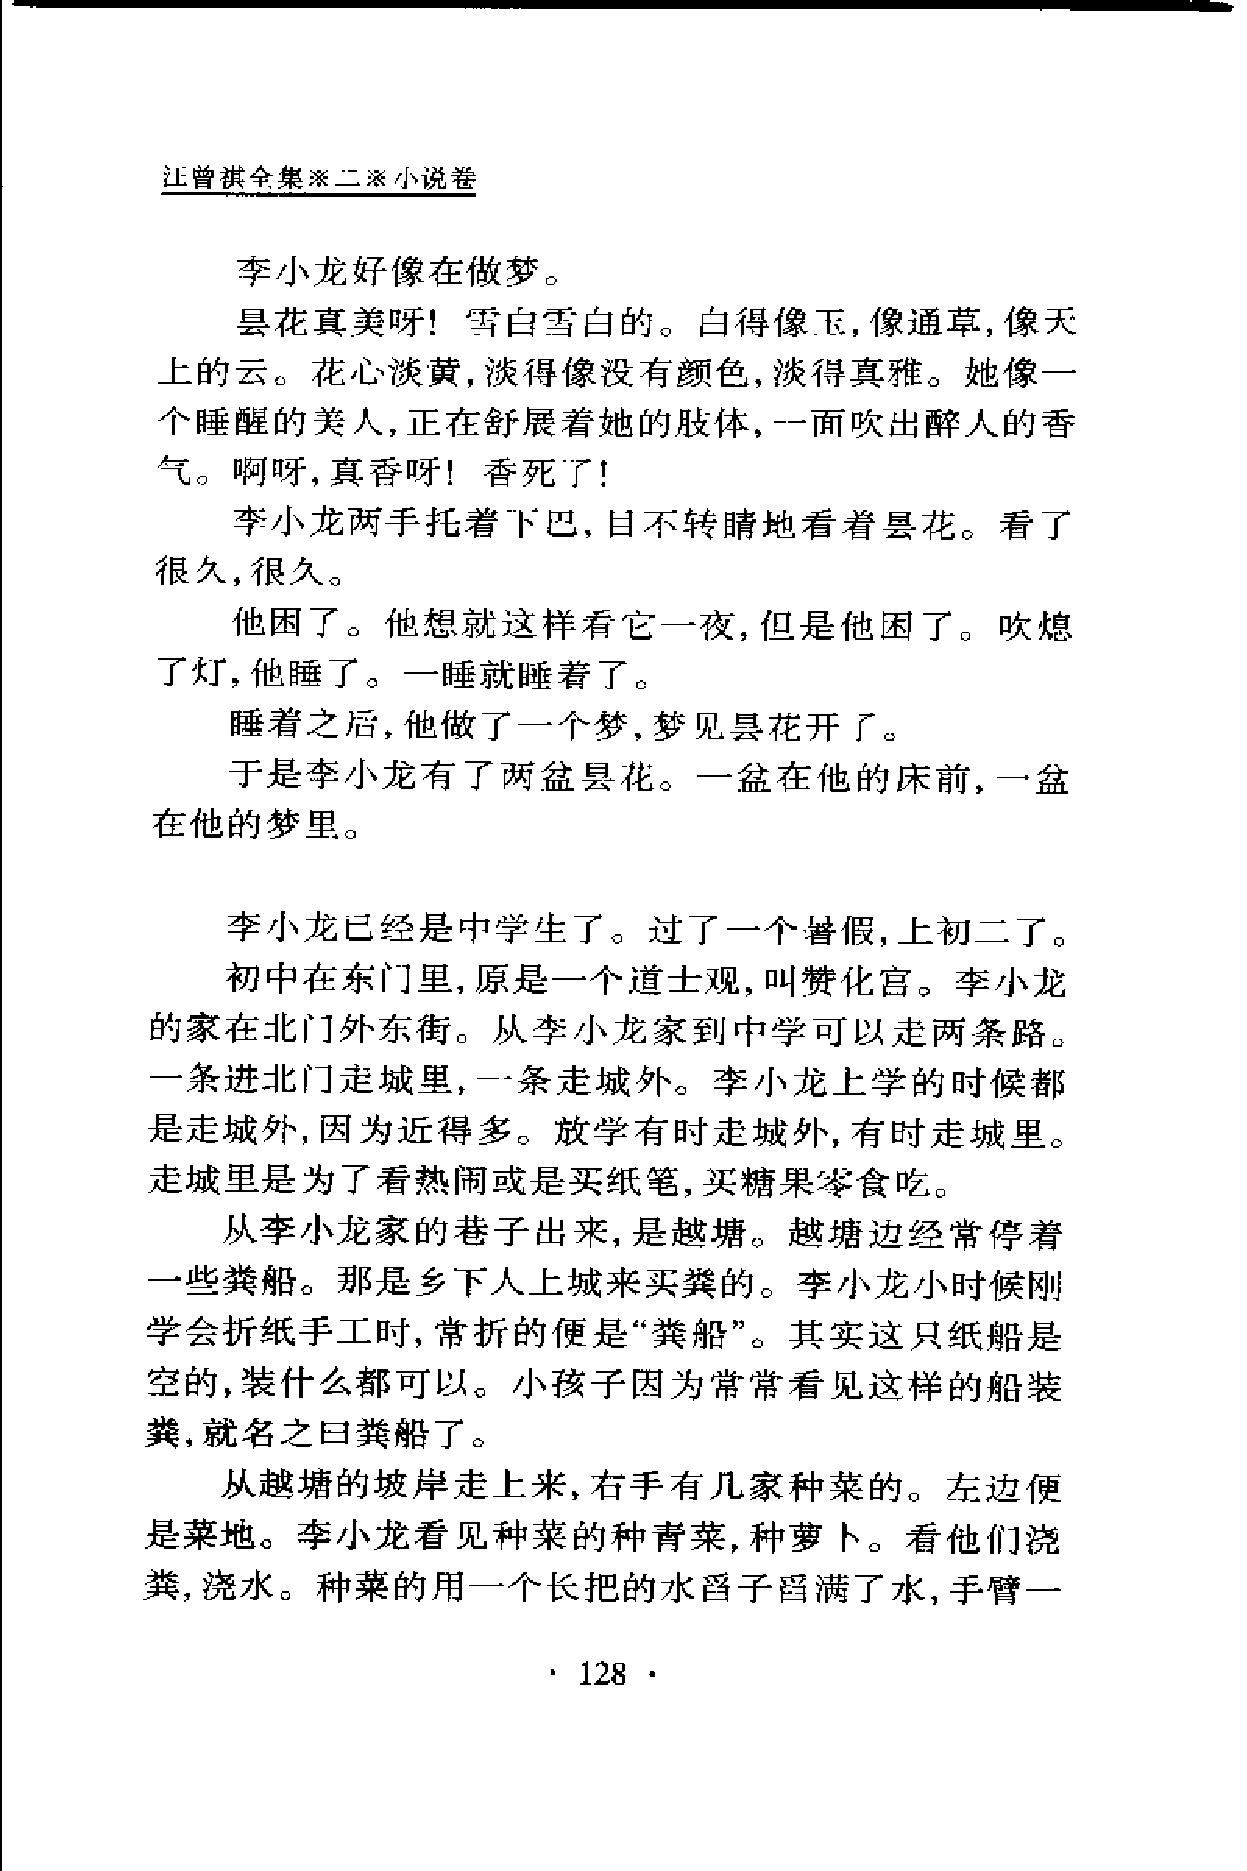 汪曾祺全集※二※小说卷
李小龙好像在做梦。
昙花真美呀！雪白雪白的。白得像玉,像通草,像天
上的云。花心淡黄,淡得像没有颜色,淡得真雅。她像一
个睡醒的美人,正在舒展着她的肢体,一面吹出醉人的香
气。啊呀,真香呀！香死了！
李小龙两手托着下巴,目不转睛地看着昙花。看了
很久,很久。
他困了。他想就这样看它一夜,但是他困了。吹熄
了灯,他睡了。一睡就睡着了。
睡着之后,他做了一个梦,梦见昙花开了。
于是李小龙有了两盆昙花。一盆在他的床前,一盆
在他的梦里。
李小龙已经是中学生了。过了一个暑假,上初二了。
初中在东门里,原是一个道士观,叫赞化宫。李小龙
的家在北门外东街。从李小龙家到中学可以走两条路。
一条进北门走城里,一条走城外。李小龙上学的时候都
是走城外,因为近得多。放学有时走城外,有时走城里。
走城里是为了看热闹或是买纸笔,买糖果零食吃。
从李小龙家的巷子出来,是越塘。越塘边经常停着
一些粪船。那是乡下人上城来买粪的。李小龙小时候刚
学会折纸手工时,常折的便是“粪船”。其实这只纸船是
空的,装什么都可以。小孩子因为常常看见这样的船装
粪,就名之曰粪船了。
从越塘的坡岸走上来,右手有几家种菜的。左边便
是菜地。李小龙看见种菜的种青菜,种萝卜。看他们浇
粪,浇水。种菜的用一个长把的水舀子舀满了水,手臂一
· 128 ·